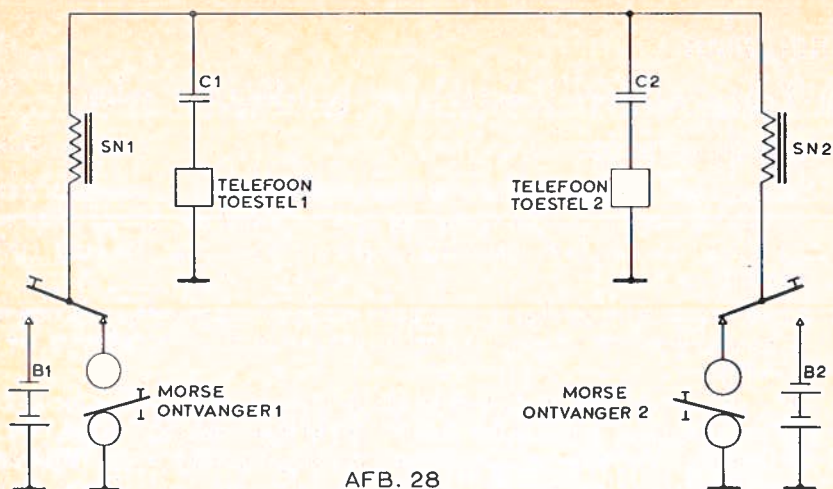 C1
C2
SN1
SN2
TELEFOON
TOESTEL 1
TELEFOON
TOESTEL 2
B1
MORSE
ONTVANGER 1
MORSE
ONTVANGER 2
B2
AFB. 28